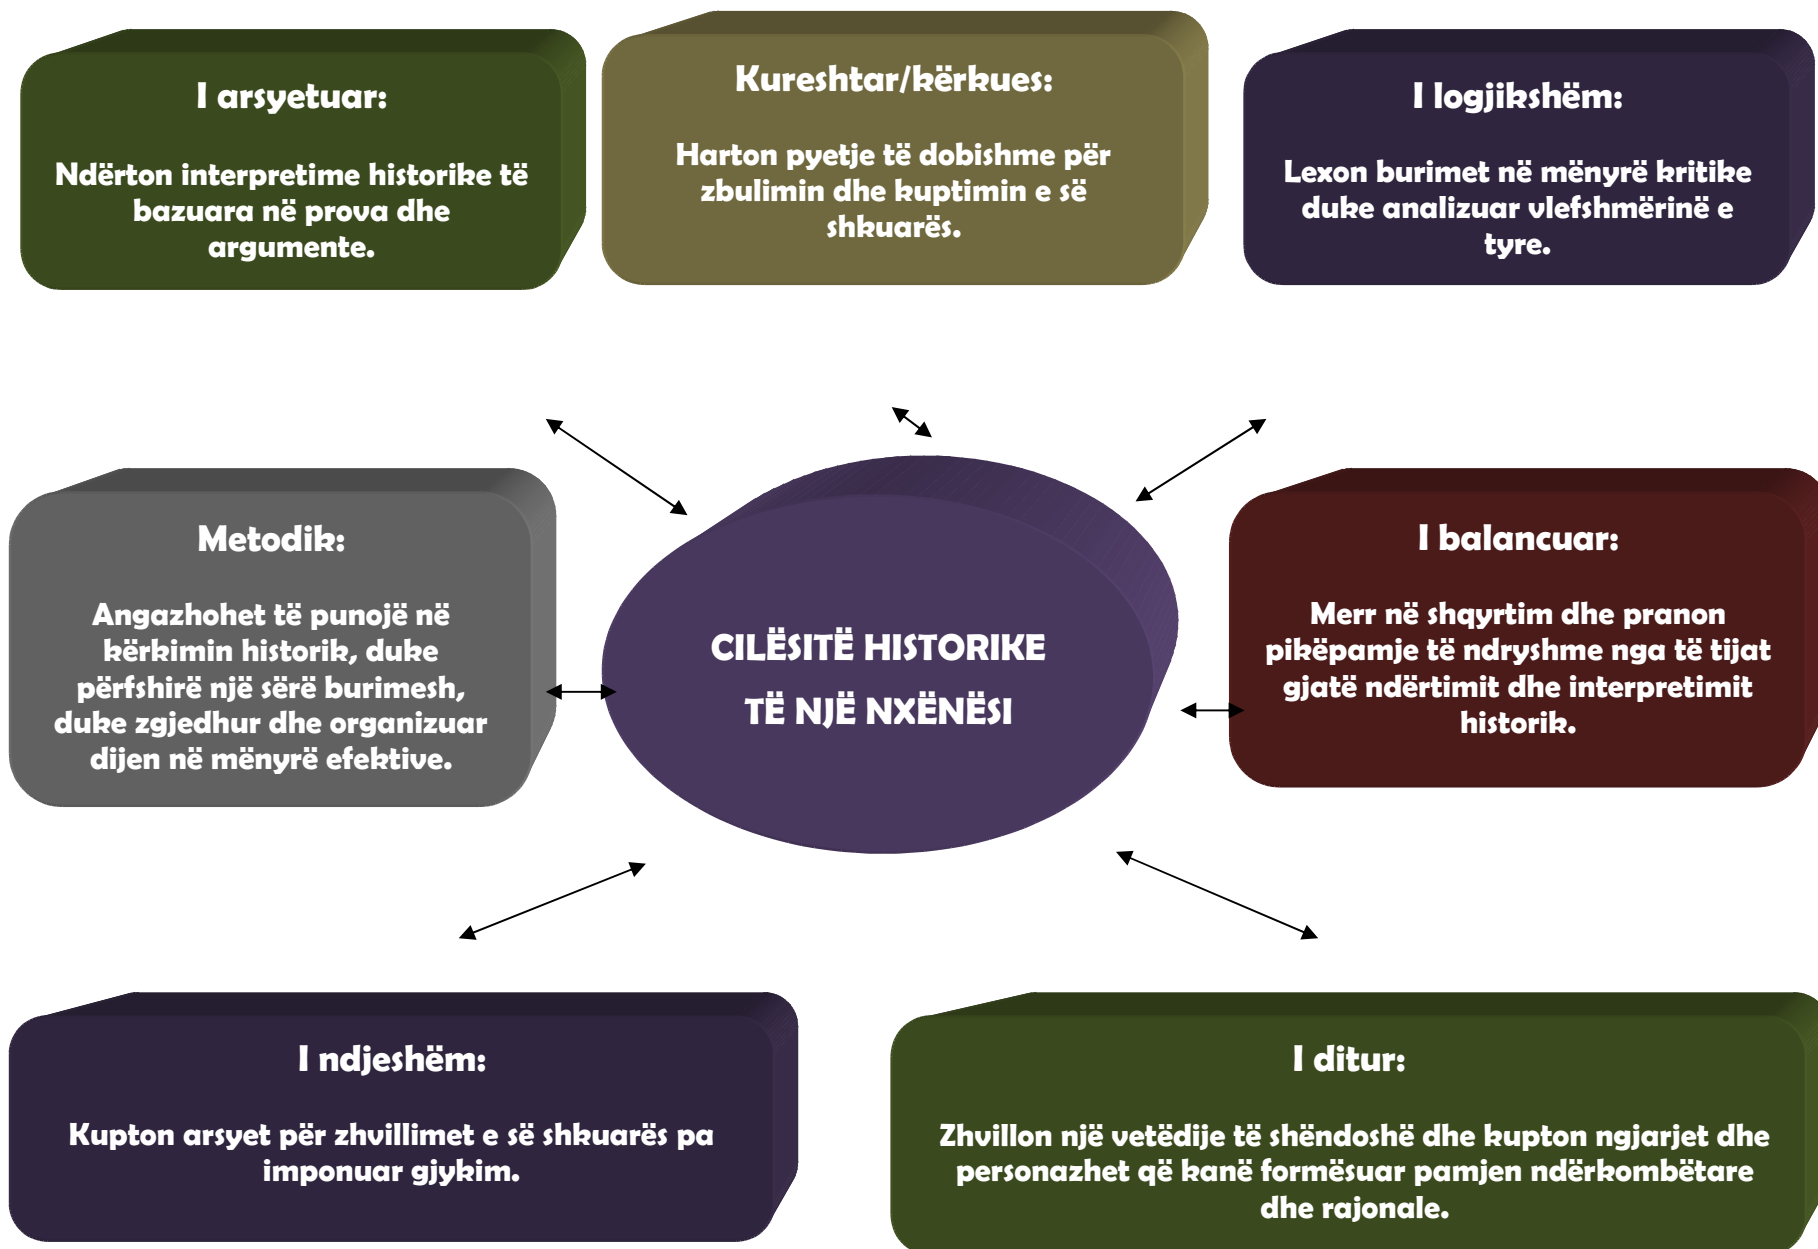 I arsyetuar:
Ndërton interpretime historike të
bazuara në prova dhe
argumente.
Kureshtar/kërkues:
Harton pyetje të dobishme për
zbulimin dhe kuptimin e së
shkuarës.
I logjikshëm:
Lexon burimet në mënyrë kritike
duke analizuar vlefshmërinë e
tyre.
Metodik:
Angazhohet të punojë në
kërkimin historik, duke
përfshirë një sërë burimesh,
duke zgjedhur dhe organizuar
dijen në mënyrë efektive.
CILËSITË HISTORIKE
TË NJË NXËNËSI
I balancuar:
Merr në shqyrtim dhe pranon
pikëpamje të ndryshme nga të tijat
gjatë ndërtimit dhe interpretimit
historik.
I ndjeshëm:
Kupton arsyet për zhvillimet e së shkuarës pa
imponuar gjykim.
I ditur:
Zhvillon një vetëdije të shëndoshë dhe kupton ngjarjet dhe
personazhet që kanë formësuar pamjen ndërkombëtare
dhe rajonale.